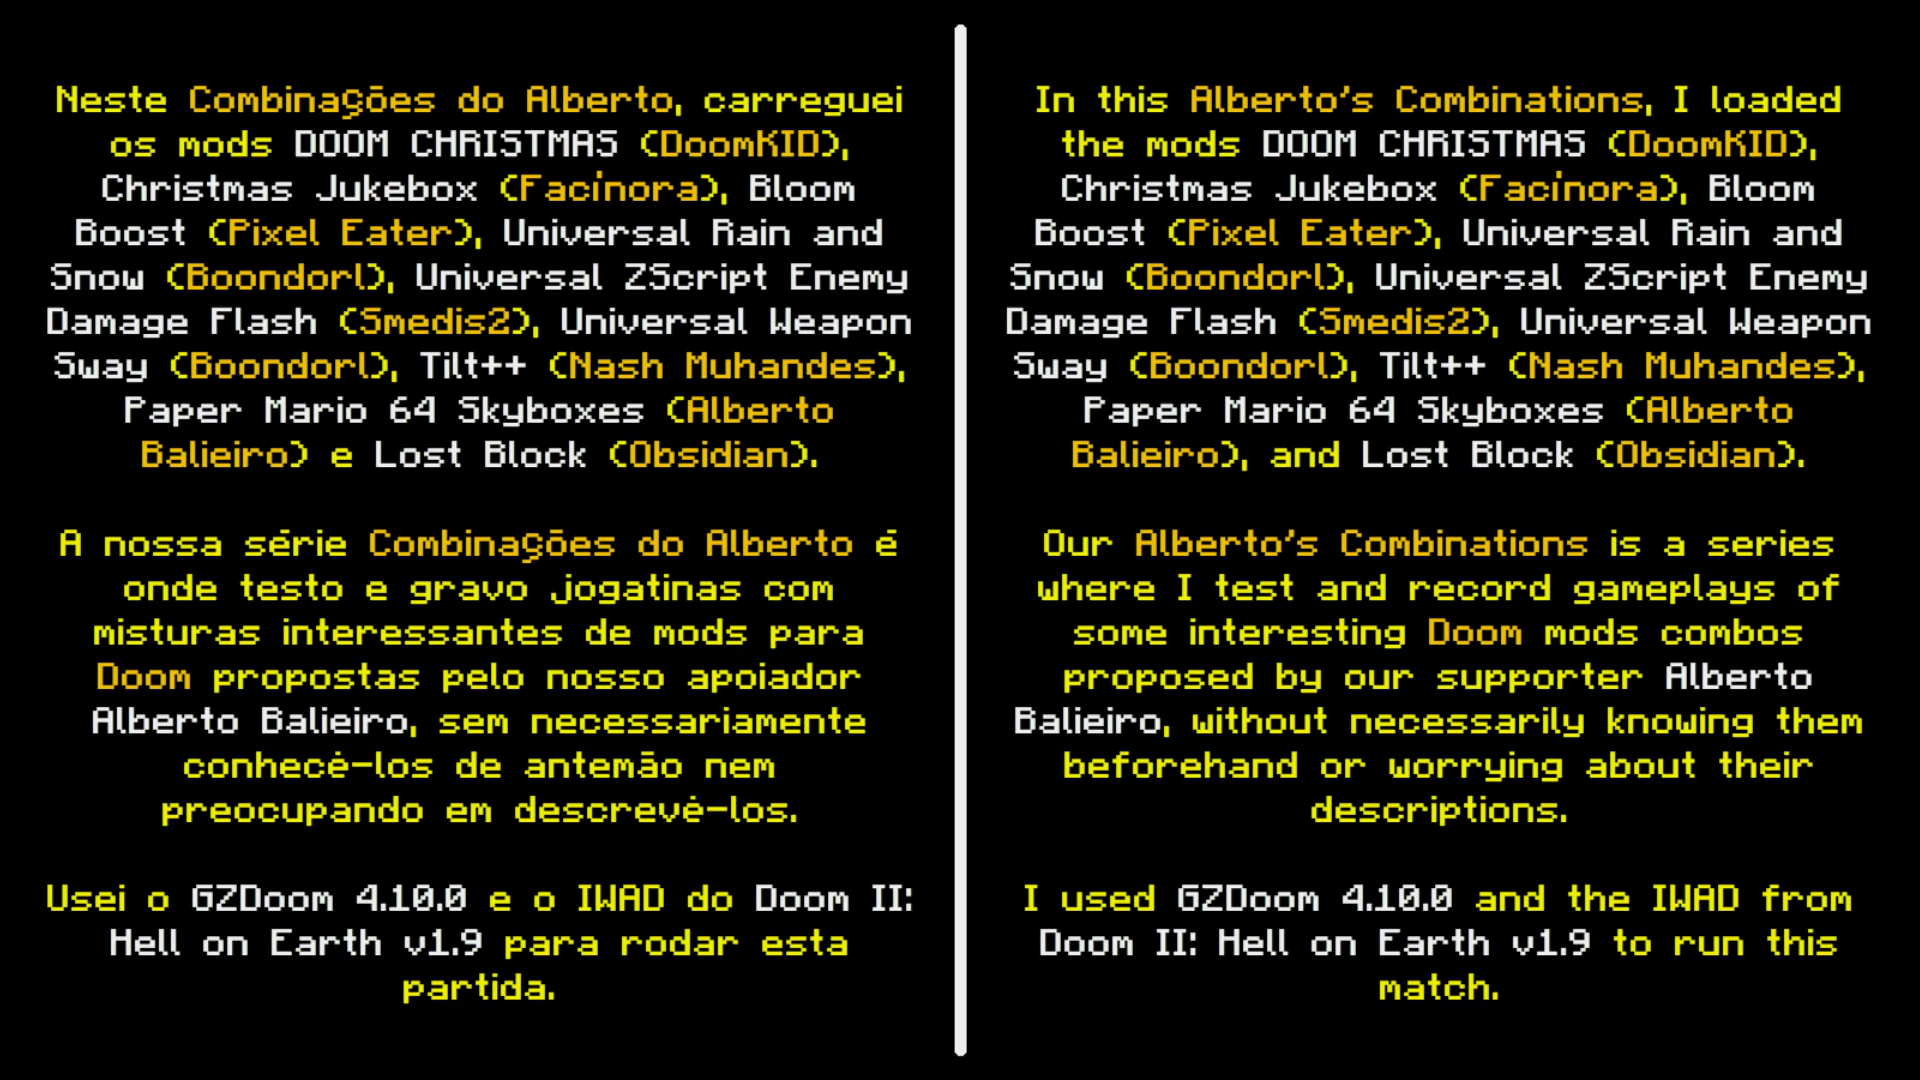 Neste Combinações do Alberto, carreguei
os mods DOOM CHRISTMAS (DoomKID),
Christmas Jukebox (Facínora), Bloom
Boost (Pixel Eater), Universal Rain and
Snow (Boondorl), Universal ZScript Enemy
Damage Flash (Smedis2), Universal Weapon
Sway (Boondorl), Tilt++ (Nash Muhandes),
Paper Mario 64 Skyboxes (Alberto
Balieiro) e Lost Block (Obsidian).
A nossa série Combinações do Alberto é
onde testo e gravo jogatinas com
misturas interessantes de mods para
Doom propostas pelo nosso apoiador
Alberto Balieiro, sem necessariamente
conhecê-los de antemão nem
preocupando em descrevê-los.
Usei o GZDoom 4.10.0 e o IWAD do Doom II:
Hell on Earth v1.9 para rodar esta
partida.
In this Alberto's Combinations, I loaded
the mods DOOM CHRISTMAS (DoomKID),
Christmas Jukebox (Facínora), Bloom
Boost (Pixel Eater), Universal Rain and
Snow (Boondorl), Universal ZScript Enemy
Damage Flash (Smedis2), Universal Weapon
Sway (Boondorl), Tilt++ (Nash Muhandes),
Paper Mario 64 Skyboxes (Alberto
Balieiro), and Lost Block (Obsidian).
Our Alberto's Combinations is a series
where I test and record gameplays of
some interesting Doom mods combos
proposed by our supporter Alberto
Balieiro, without necessarily knowing them
beforehand or worrying about their
descriptions.
I used GZDoom 4.10.0 and the IWAD from
Doom II: Hell on Earth v1.9 to run this
match.